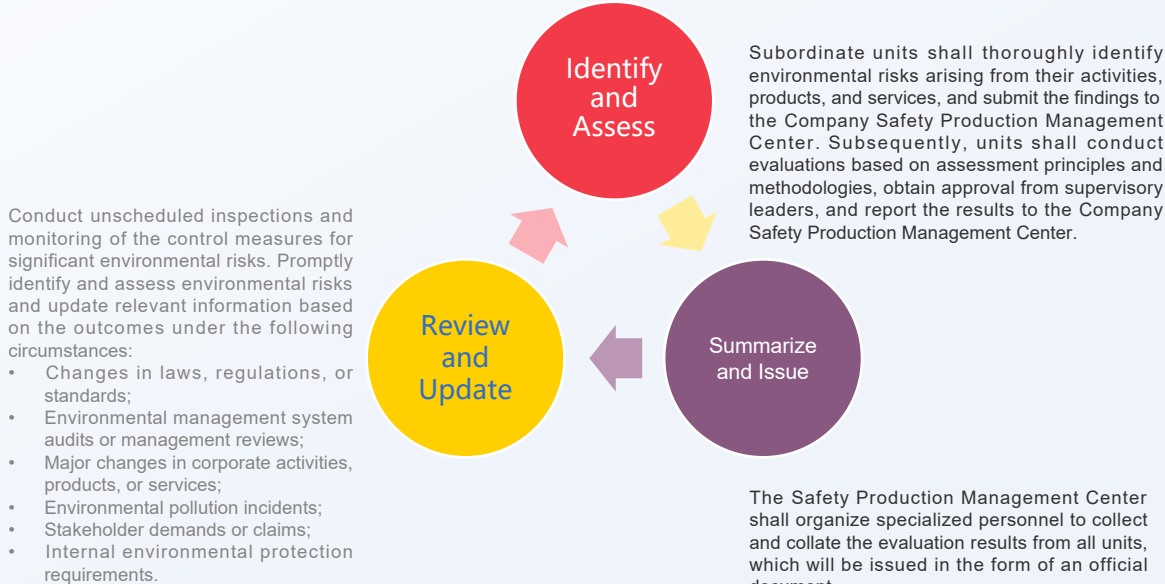 Identify
and
Assess
Subordinate units shall thoroughly identify
environmental risks arising from their activities,
products, and services, and submit the findings to
the Company Safety Production Management
Center. Subsequently, units shall conduct
evaluations based on assessment principles and
methodologies, obtain approval from supervisory
leaders, and report the results to the Company
Safety Production Management Center.
Summarize
and Issue
The Safety Production Management Center
shall organize specialized personnel to collect
and collate the evaluation results from all units,
which will be issued in the form of an official
Review
and
Update
Conduct unscheduled inspections and
monitoring of the control measures for
significant environmental risks. Promptly
identify and assess environmental risks
and update relevant information based
on the outcomes under the following
circumstances:
• Changes in laws, regulations, or
standards;
• Environmental management system
audits or management reviews;
• Major changes in corporate activities,
products, or services;
• Environmental pollution incidents;
• Stakeholder demands or claims;
• Internal environmental protection
requirements.